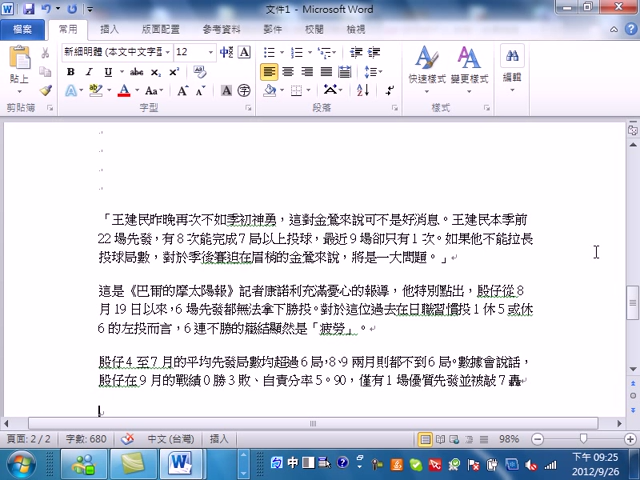 文件1 - Microsoft Word
檔案
常用
插入
版面配置
參考資料
郵件
校閱
檢視
貼上
剪貼簿
新細明體 (本文中文字型
12
字型
段落
快速樣式
變更樣式
樣式
編輯
「王建民昨晚再次不如季初神勇，這對金鶯來說可不是好消息。王建民本季前
22 場先發，有 8 次能完成 7 局以上投球，最近 9 場卻只有 1 次。如果他不能拉長
投球局數，對於季後賽迫在眉梢的金鶯來說，將是一大問題。」
這是《巴爾的摩太陽報》記者康諾利充滿憂心的報導，他特別點出，殷仔從 8
月 19 日以來，6 場先發都無法拿下勝投。對於這位過去在日職習慣投 1 休 5 或休
6 的左投而言，6 連不勝的癥結顯然是「疲勞」。
殷仔 4 至 7 月的平均先發局數均超過 6 局，8、9 兩月則都不到 6 局。數據會說話，
殷仔在 9 月的戰績 0 勝 3 敗、自責分率 5。90，僅有 1 場優質先發並被敲 7 轟
頁面: 2 / 2
字數: 680
中文 (台灣)
插入
98%
中
下午 09:25
2012/9/26